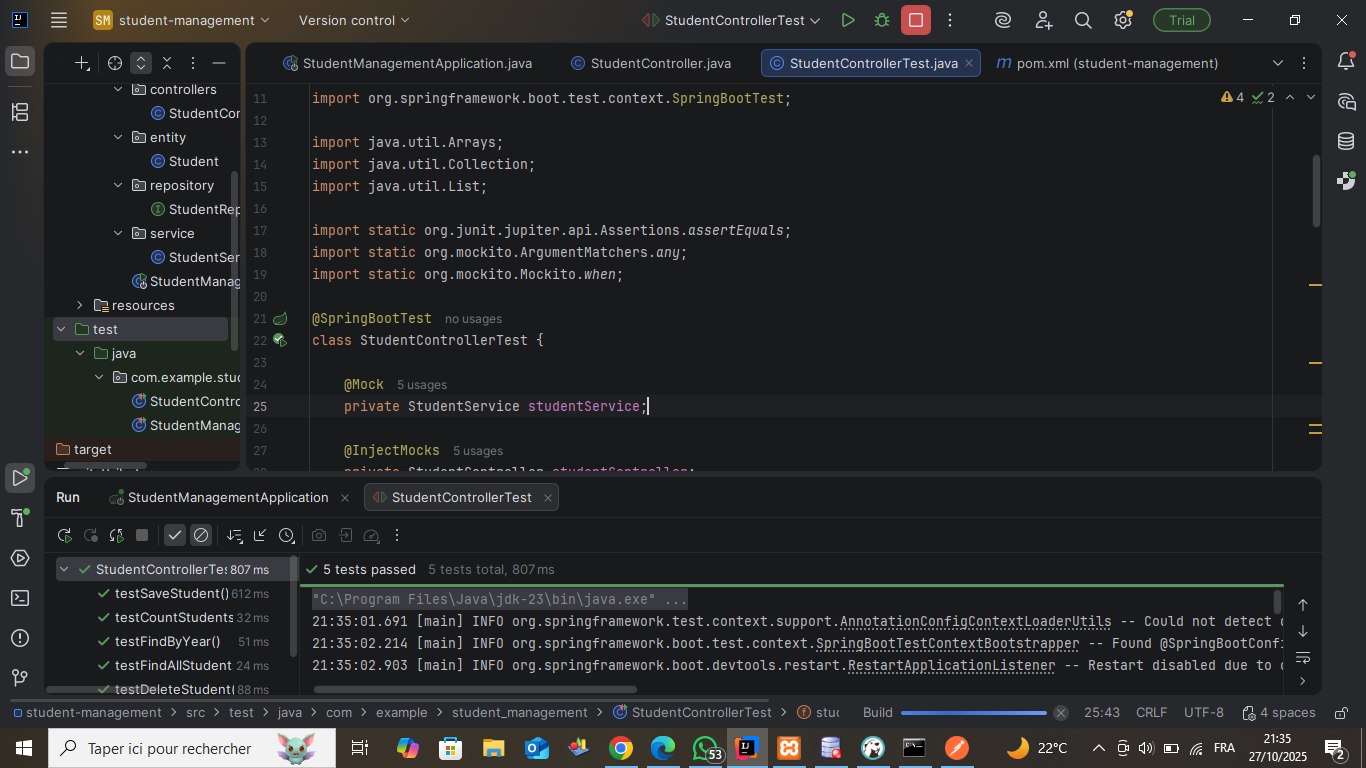 SM student-management Version control StudentControllerTest Trial
StudentManagementApplication.java StudentController.java StudentControllerTest.java pom.xml (student-management)
controllers
StudentCor
entity
Student
repository
StudentRep
service
StudentSer
StudentManag
resources
test
java
com.example.stud
StudentContro
StudentManag
target
4 2
11 import org.springframework.boot.test.context.SpringBootTest;
12
13 import java.util.Arrays;
14 import java.util.Collection;
15 import java.util.List;
16
17 import static org.junit.jupiter.api.Assertions.assertEquals;
18 import static org.mockito.ArgumentMatchers.any;
19 import static org.mockito.Mockito.when;
20
21 @SpringBootTest no usages
22 class StudentControllerTest {
23
24 @Mock 5 usages
25 private StudentService studentService;
26
27 @InjectMocks 5 usages
private StudentController studentController;
Run StudentManagementApplication StudentControllerTest
StudentControllerTes 807 ms
testSaveStudent() 612 ms
testCountStudents 32 ms
testFindByYear() 51 ms
testFindAllStudent 24 ms
testDeleteStudent( 88 ms
5 tests passed 5 tests total, 807 ms
"C:\Program Files\Java\jdk-23\bin\java.exe" ...
21:35:01.691 [main] INFO org.springframework.test.context.support.AnnotationConfigContextLoaderUtils -- Could not detect
21:35:02.214 [main] INFO org.springframework.boot.test.context.SpringBootTestContextBootstrapper -- Found @SpringBootConfi
21:35:02.903 [main] INFO org.springframework.boot.devtools.restart.RestartApplicationListener -- Restart disabled due to
student-management > src > test > java > com > example > student_management > StudentControllerTest > stuc Build 25:43 CRLF UTF-8 4 spaces
Taper ici pour rechercher 53 22°C FRA 21:35
27/10/2025 2